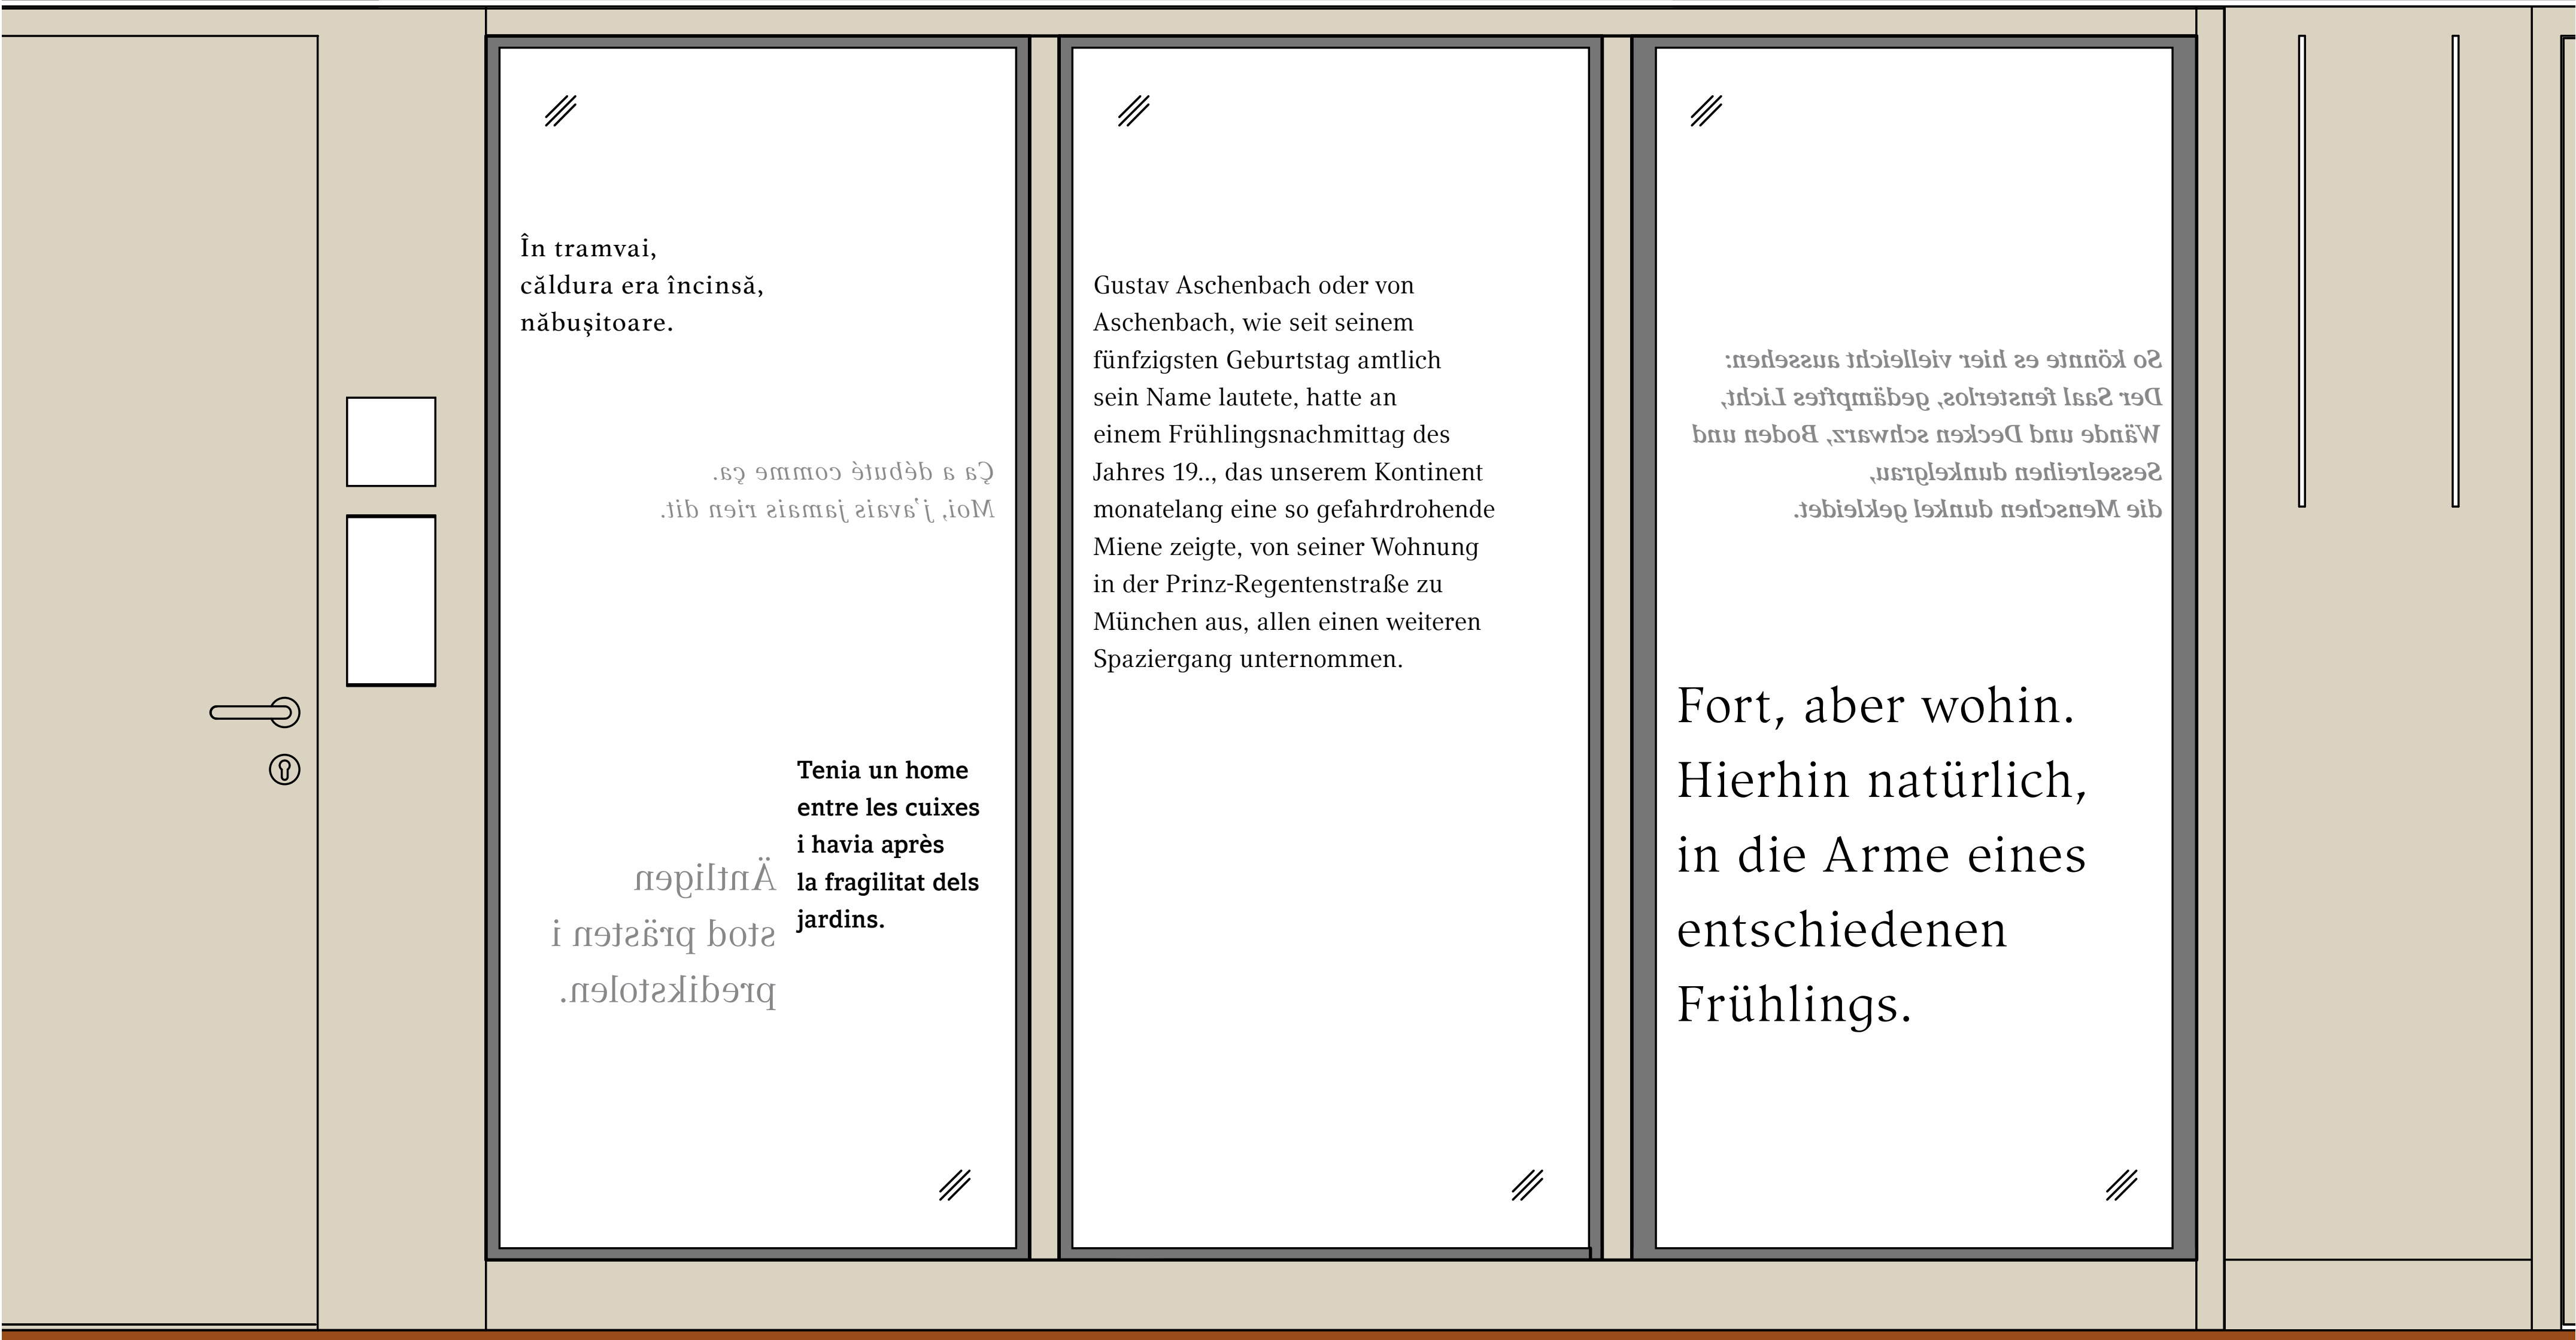 În tramvai,
căldura era încinsă,
năbușitoare.
Ça a débuté comme ça.
Moi, j’avais jamais rien dit.
Tenia un home
entre les cuixes
i havia après
la fragilitat dels
jardins.
Äntligen
stod prästen i
predikstolen.
Gustav Aschenbach oder von
Aschenbach, wie seit seinem
fünfzigsten Geburtstag amtlich
sein Name lautete, hatte an
einem Frühlingsnachmittag des
Jahres 19.., das unserem Kontinent
monatelang eine so gefahrdrohende
Miene zeigte, von seiner Wohnung
in der Prinz-Regentenstraße zu
München aus, allen einen weiteren
Spaziergang unternommen.
So könnte es hier vielleicht aussehen:
Der Saal fensterlos, gedämpftes Licht,
Wände und Decken schwarz, Boden und
Sesselreihen dunkelgrau,
die Menschen dunkel gekleidet.
Fort, aber wohin.
Hierhin natürlich,
in die Arme eines
entschiedenen
Frühlings.